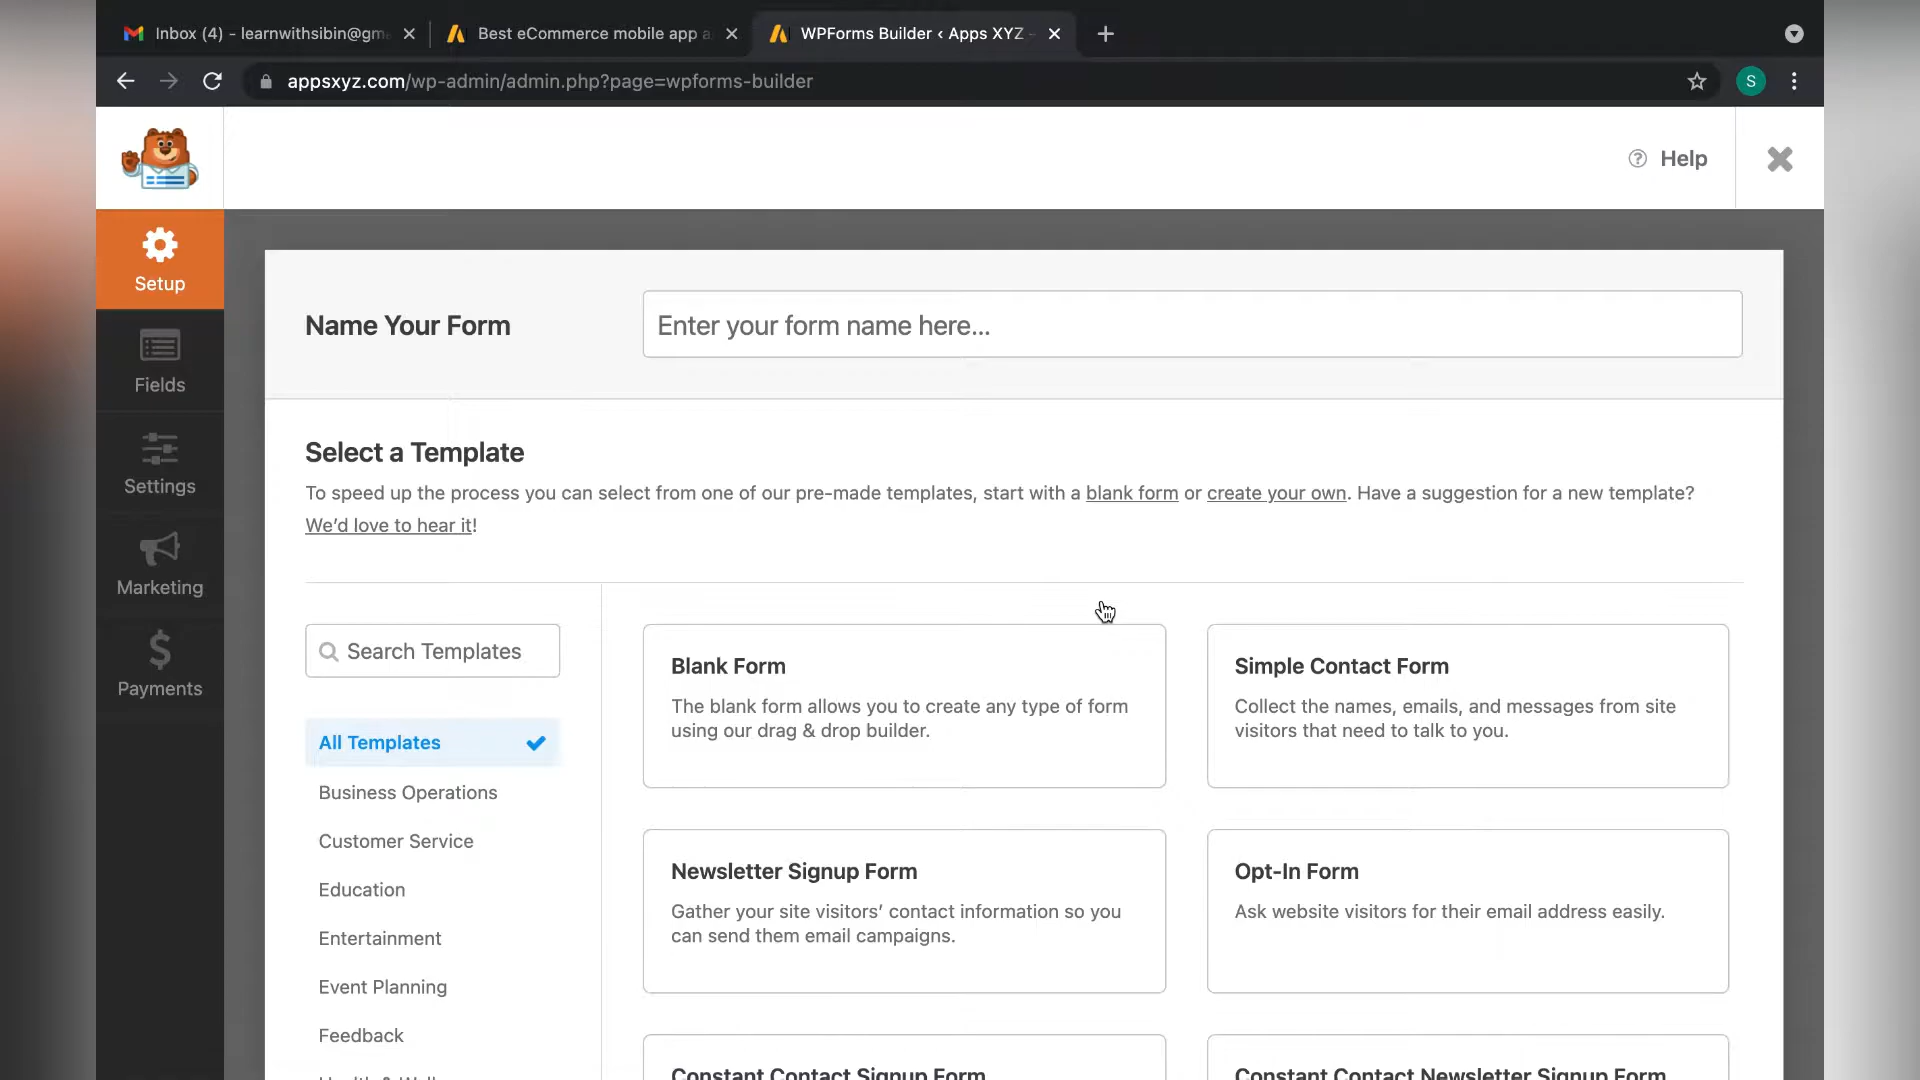 Inbox (4) - learnwithsibin@gm
Best eCommerce mobile app a
WPForms Builder ‹ Apps XYZ -
appsxyz.com/wp-admin/admin.php?page=wpforms-builder
S
Help
Setup
Fields
Settings
Marketing
Payments
Name Your Form
Enter your form name here…
Select a Template
To speed up the process you can select from one of our pre-made templates, start with a blank form or create your own. Have a suggestion for a new template?
We’d love to hear it!
Search Templates
All Templates
Business Operations
Customer Service
Education
Entertainment
Event Planning
Feedback
Blank Form
The blank form allows you to create any type of form
using our drag & drop builder.
Simple Contact Form
Collect the names, emails, and messages from site
visitors that need to talk to you.
Newsletter Signup Form
Gather your site visitors’ contact information so you
can send them email campaigns.
Opt-In Form
Ask website visitors for their email address easily.
Constant Contact Signup Form
Constant Contact Newsletter Signup Form